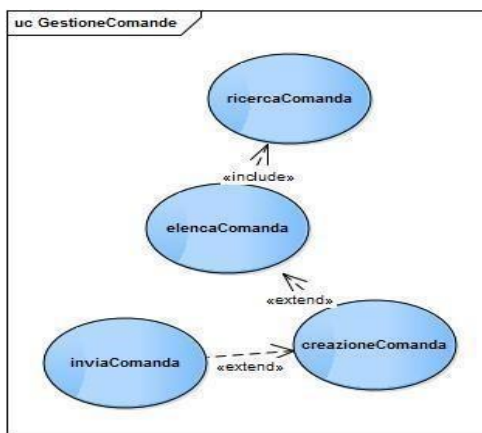 uc GestioneComande
ricercaComanda
«include»
elencaComanda
«extend»
creazioneComanda
inviaComanda
«extend»